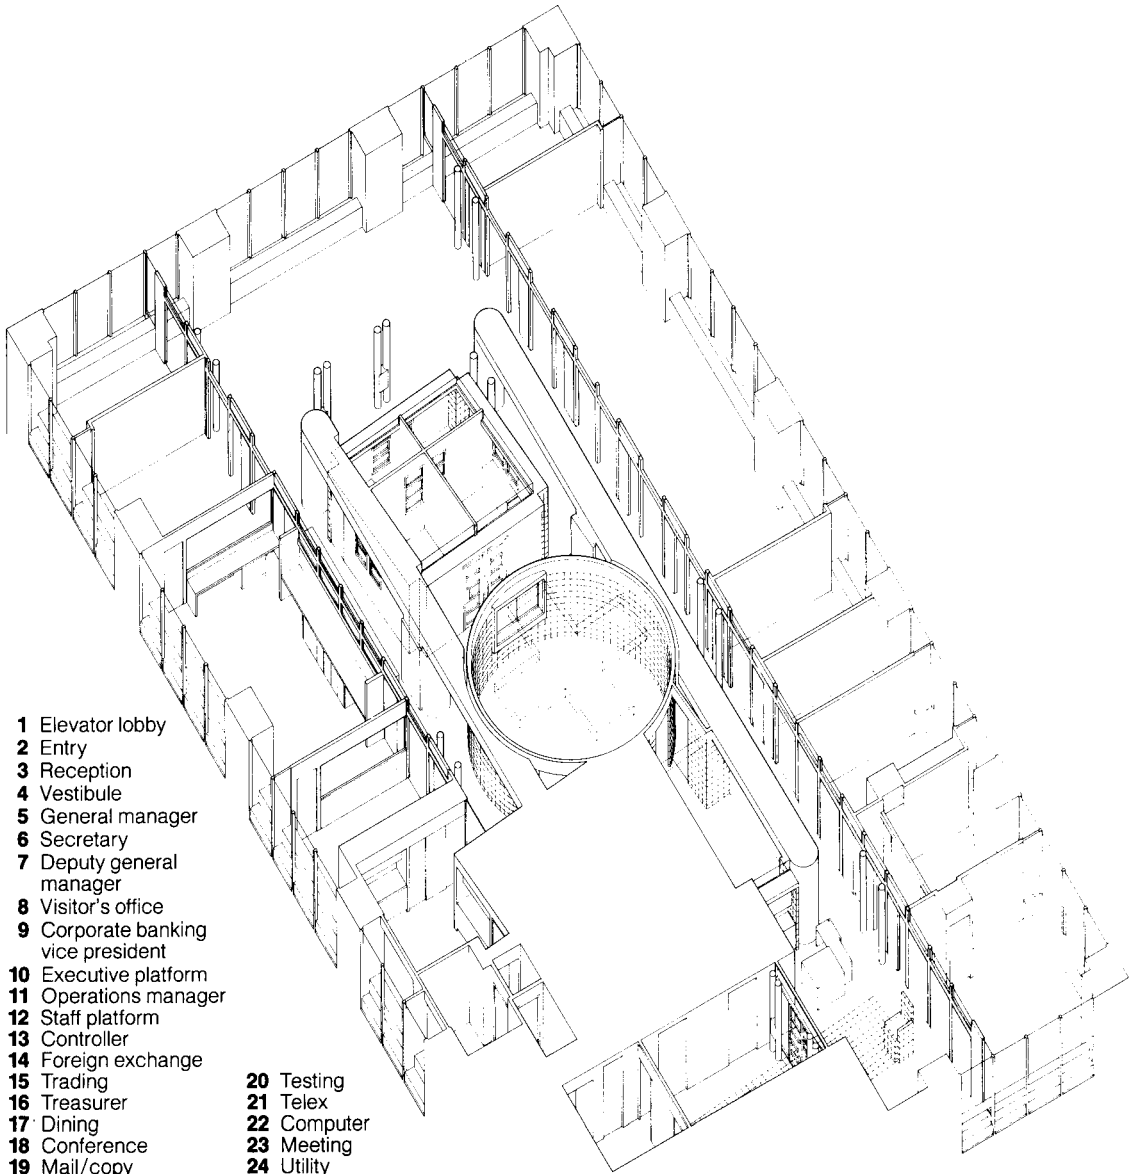 1 Elevator lobby
2 Entry
3 Reception
4 Vestibule
5 General manager
6 Secretary
7 Deputy general
manager
8 Visitor's office
9 Corporate banking
vice president
10 Executive platform
11 Operations manager
12 Staff platform
13 Controller
14 Foreign exchange
15 Trading
16 Treasurer
17 Dining
18 Conference
19 Mail/copy
20 Testing
21 Telex
22 Computer
23 Meeting
24 Utility